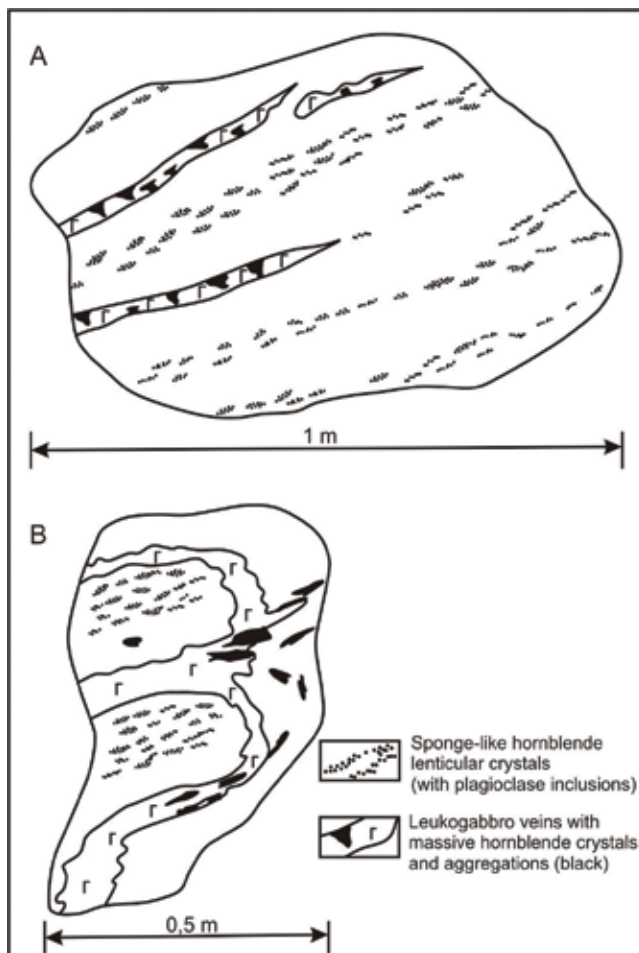 A
Г
Г
Г
Г
Г
Г
Г
Г
Г
Г
Г
1 m
B
Г
Г
Г
Г
Г
Г
Г
Г
Sponge-like hornblende
lenticular crystals
(with plagioclase inclusions)
Г
Leukogabbro veins with
massive hornblende crystals
and aggregations (black)
0,5 m